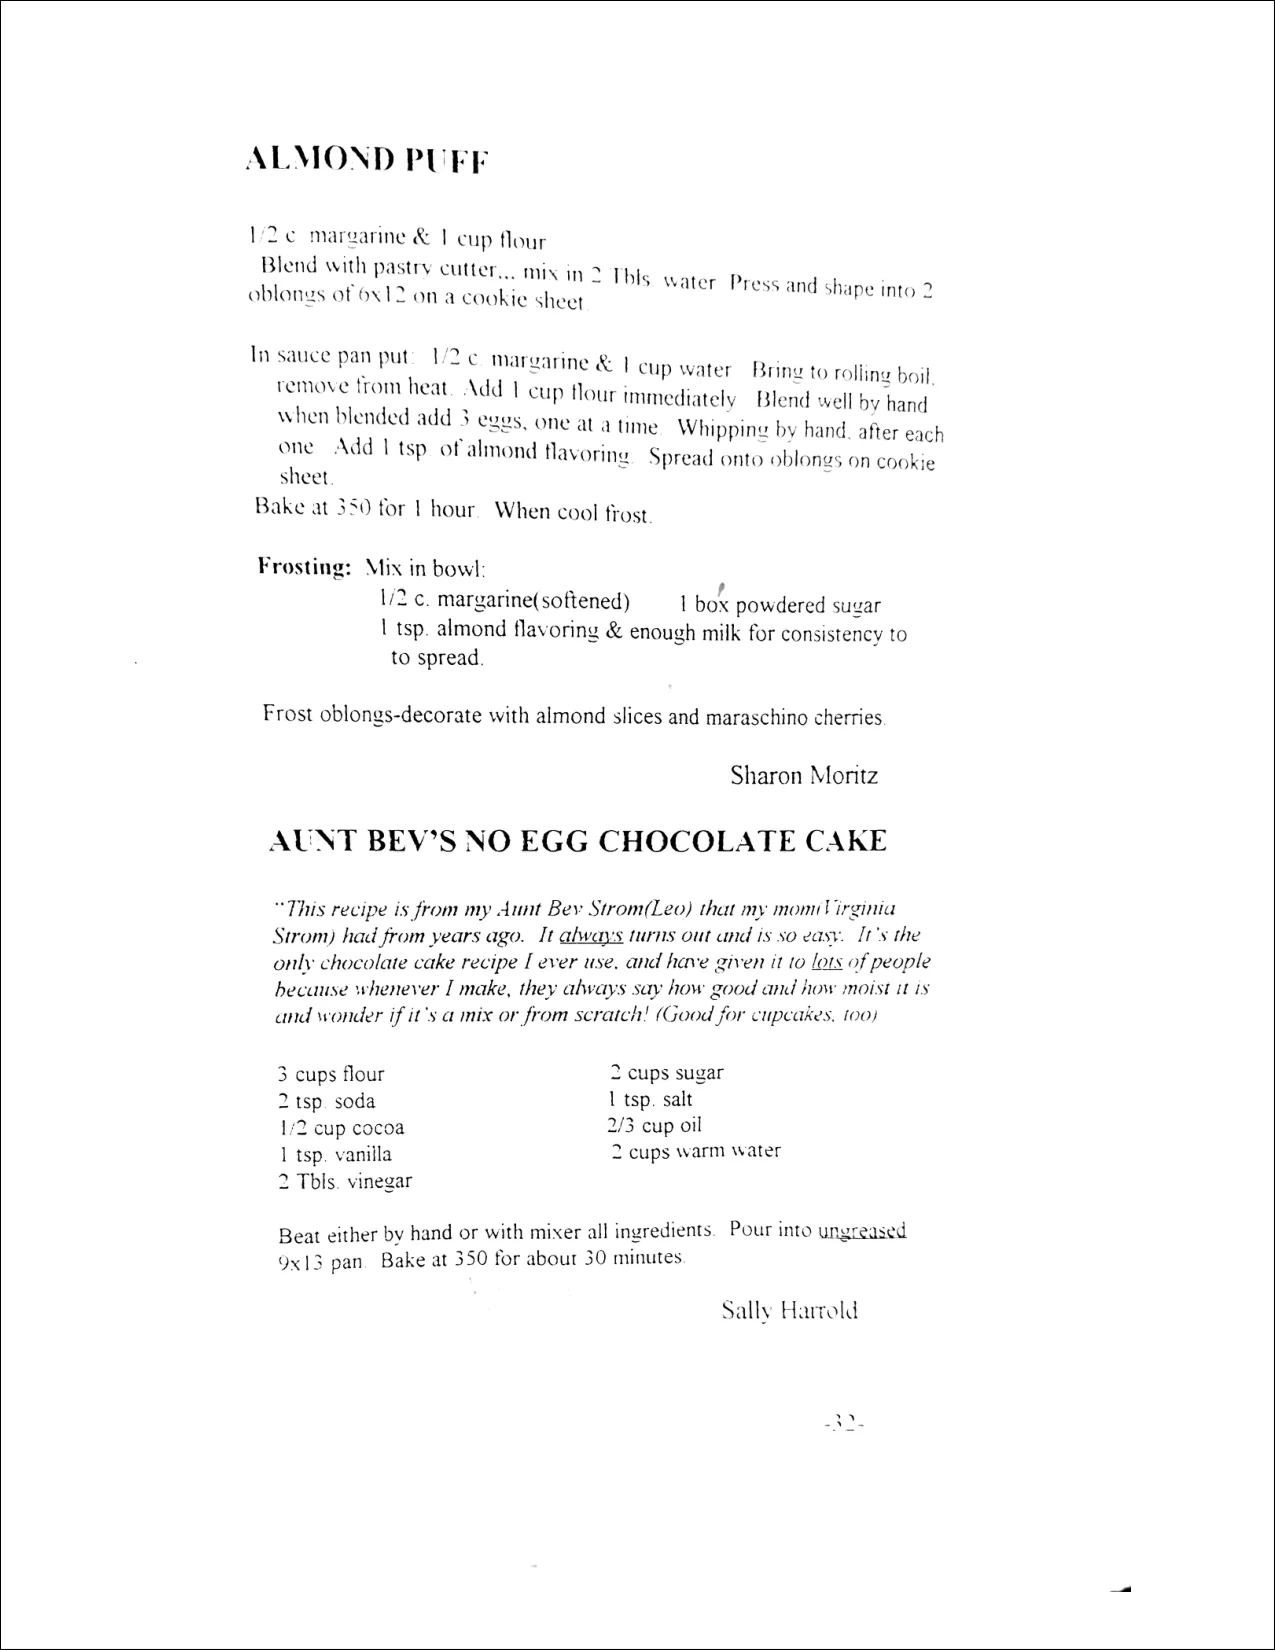 ALMOND PUFF
1/2 c margarine & 1 cup flour
Blend with pastry cutter... mix in 2 Tbls water Press and shape into 2
oblongs of 6x12 on a cookie sheet.
In sauce pan put: 1/2 c. margarine & 1 cup water Bring to rolling boil,
remove from heat. Add 1 cup flour immediately Blend well by hand
when blended add 3 eggs, one at a time. Whipping by hand, after each
one Add 1 tsp of almond flavoring. Spread onto oblongs on cookie
sheet.
Bake at 350 for 1 hour. When cool frost.
Frosting: Mix in bowl:
1/2 c. margarine(softened) 1 box powdered sugar
1 tsp. almond flavoring & enough milk for consistency to
to spread.
Frost oblongs-decorate with almond slices and maraschino cherries.
Sharon Moritz
AUNT BEV'S NO EGG CHOCOLATE CAKE
"This recipe is from my Aunt Bev Strom(Leo) that my mom(Virginia
Strom) had from years ago. It always turns out and is so easy. It's the
only chocolate cake recipe I ever use, and have given it to lots of people
because whenever I make, they always say how good and how moist it is
and wonder if it's a mix or from scratch! (Good for cupcakes, too)
3 cups flour 2 cups sugar
2 tsp. soda 1 tsp. salt
1/2 cup cocoa 2/3 cup oil
1 tsp. vanilla 2 cups warm water
2 Tbls. vinegar
Beat either by hand or with mixer all ingredients. Pour into ungreased
9x13 pan. Bake at 350 for about 30 minutes.
Sally Harrold
-32-